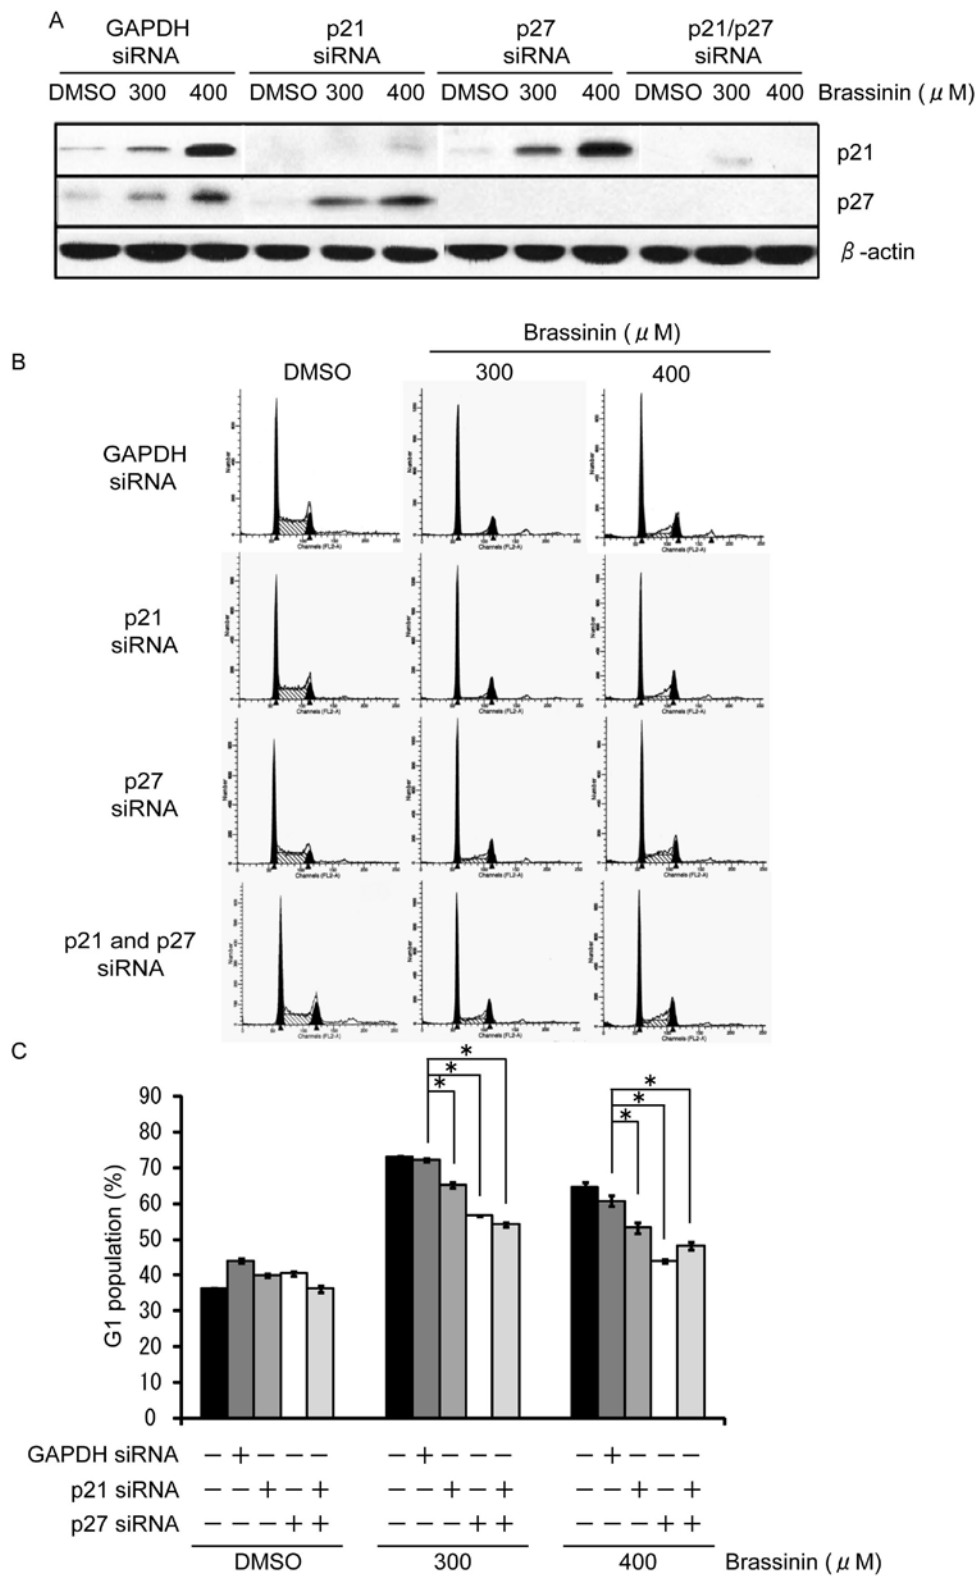 A
GAPDH siRNA
p21 siRNA
p27 siRNA
p21/p27 siRNA
DMSO 300 400 DMSO 300 400 DMSO 300 400 DMSO 300 400 Brassinin ( μ M)
p21
p27
β -actin
B
Brassinin ( μ M)
DMSO 300 400
GAPDH
siRNA
p21
siRNA
p27
siRNA
p21 and p27
siRNA
Number
Channels (FL2-A)
C
* * *
* * *
G1 population (%)
90
80
70
60
50
40
30
20
10
0
GAPDH siRNA − + − − − − + − − − − + − − −
p21 siRNA − − + − + − − + − + − − + − +
p27 siRNA − − − + + − − − + + − − − + +
DMSO 300 400 Brassinin ( μ M)